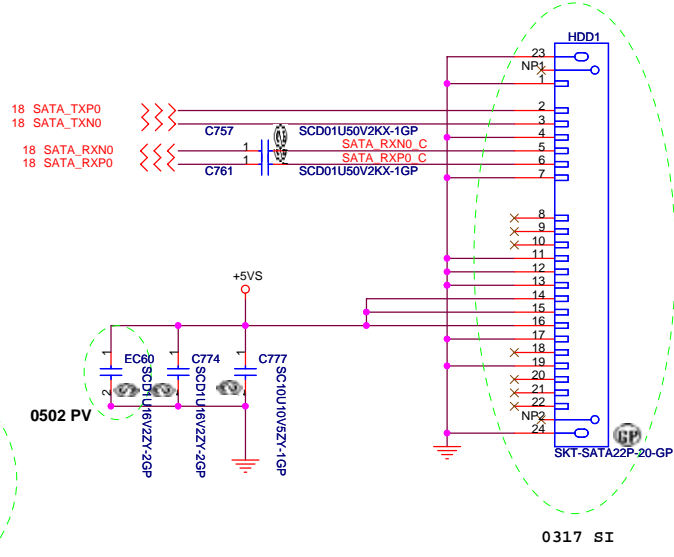 HDD1
23
NP1
1
18 SATA_TXP0
2
18 SATA_TXN0
3
C757
SCD01U50V2KX-1GP
4
18 SATA_RXN0
1
SATA_RXN0_C
5
18 SATA_RXP0
1
SATA_RXP0_C
6
C761
SCD01U50V2KX-1GP
7
8
9
10
11
12
13
+5VS
14
15
16
17
1
EC60
1
C774
1
C777
18
19
20
21
22
2
SCD1U16V2ZY-2GP
SCD1U16V2ZY-2GP
SC10U10V5ZY-1GP
0502 PV
NP2
24
GP
SKT-SATA22P-20-GP
0317 SI